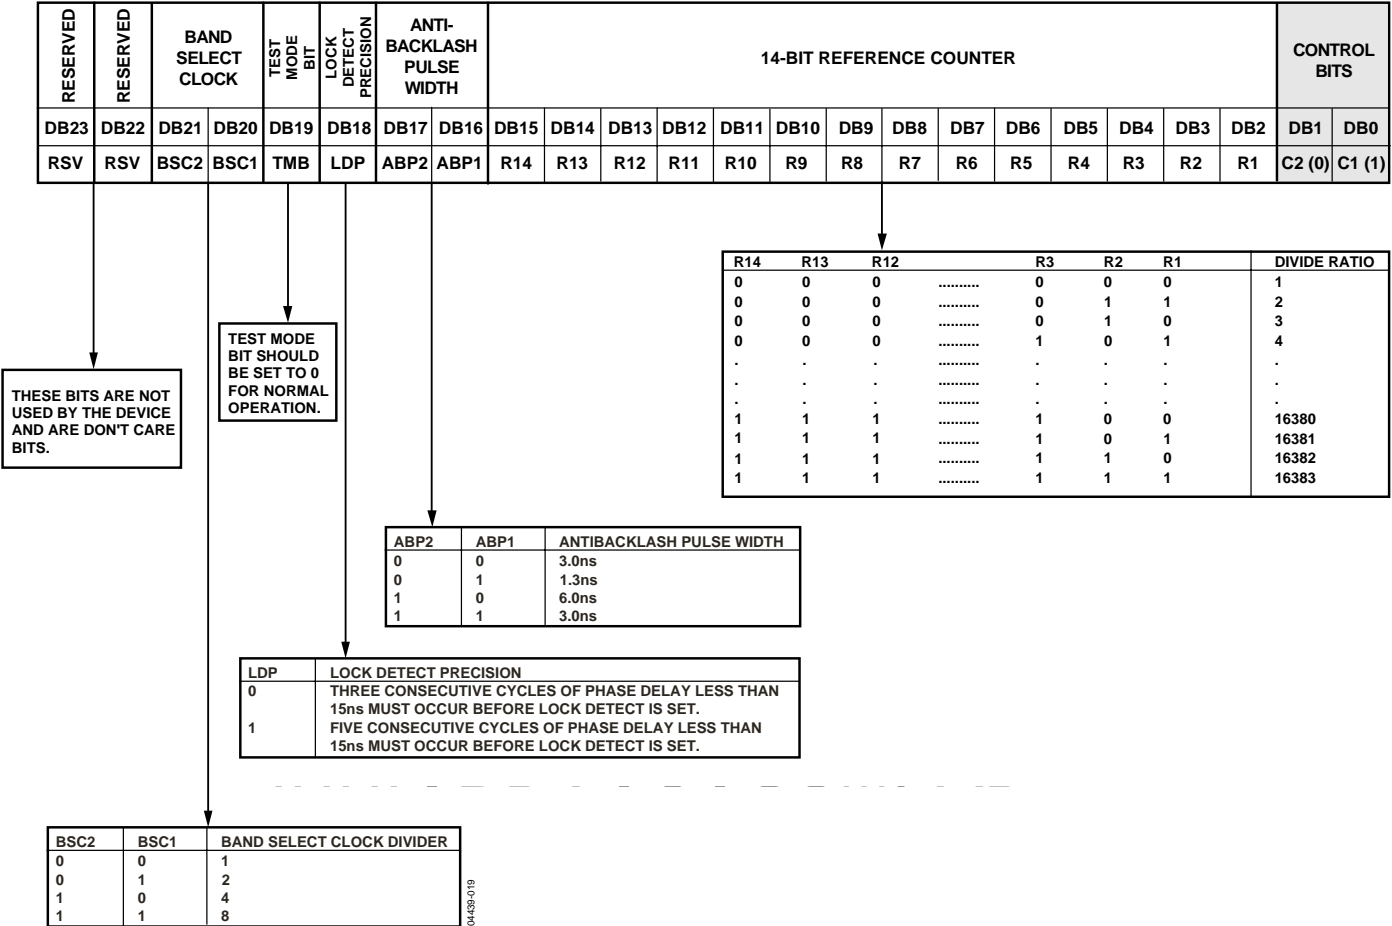 RESERVED
RESERVED
BAND
SELECT
CLOCK
TEST
MODE
BIT
LOCK
DETECT
PRECISION
ANTI-
BACKLASH
PULSE
WIDTH
14-BIT REFERENCE COUNTER
CONTROL
BITS
DB23 DB22 DB21 DB20 DB19 DB18 DB17 DB16 DB15 DB14 DB13 DB12 DB11 DB10 DB9 DB8 DB7 DB6 DB5 DB4 DB3 DB2 DB1 DB0
RSV RSV BSC2 BSC1 TMB LDP ABP2 ABP1 R14 R13 R12 R11 R10 R9 R8 R7 R6 R5 R4 R3 R2 R1 C2 (0) C1 (1)
R14 R13 R12 R3 R2 R1 DIVIDE RATIO
0 0 0 .......... 0 0 0 1
0 0 0 .......... 0 1 1 2
0 0 0 .......... 0 1 0 3
0 0 0 .......... 1 0 1 4
. . . .......... . . . .
. . . .......... . . . .
. . . .......... . . . .
1 1 1 .......... 1 0 0 16380
1 1 1 .......... 1 0 1 16381
1 1 1 .......... 1 1 0 16382
1 1 1 .......... 1 1 1 16383
TEST MODE
BIT SHOULD
BE SET TO 0
FOR NORMAL
OPERATION.
THESE BITS ARE NOT
USED BY THE DEVICE
AND ARE DON'T CARE
BITS.
ABP2 ABP1 ANTIBACKLASH PULSE WIDTH
0 0 3.0ns
0 1 1.3ns
1 0 6.0ns
1 1 3.0ns
LDP LOCK DETECT PRECISION
0 THREE CONSECUTIVE CYCLES OF PHASE DELAY LESS THAN
15ns MUST OCCUR BEFORE LOCK DETECT IS SET.
1 FIVE CONSECUTIVE CYCLES OF PHASE DELAY LESS THAN
15ns MUST OCCUR BEFORE LOCK DETECT IS SET.
BSC2 BSC1 BAND SELECT CLOCK DIVIDER
0 0 1
0 1 2
1 0 4
1 1 8
04439-019